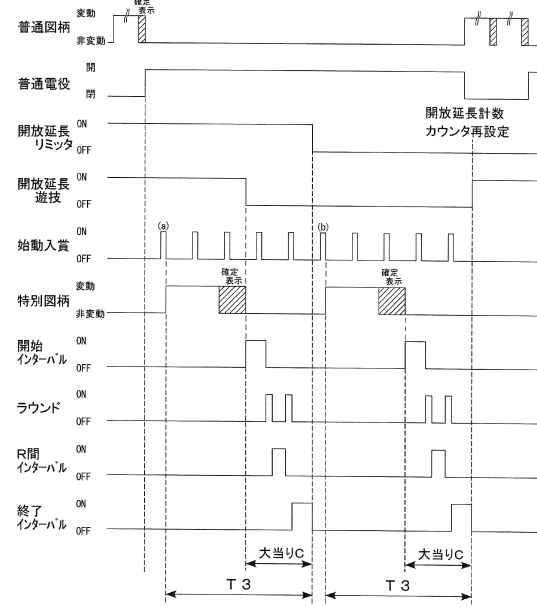 確定
表示
普通図柄
変動
非変動
普通電役
開
閉
開放延長計数
カウンタ再設定
開放延長
リミッタ
ON
OFF
開放延長
遊技
ON
OFF
始動入賞
ON
OFF
(a)
(b)
特別図柄
変動
非変動
確定
表示
確定
表示
開始
インターバル
ON
OFF
ラウンド
ON
OFF
R間
インターバル
ON
OFF
終了
インターバル
ON
OFF
大当りC
大当りC
T3
T3